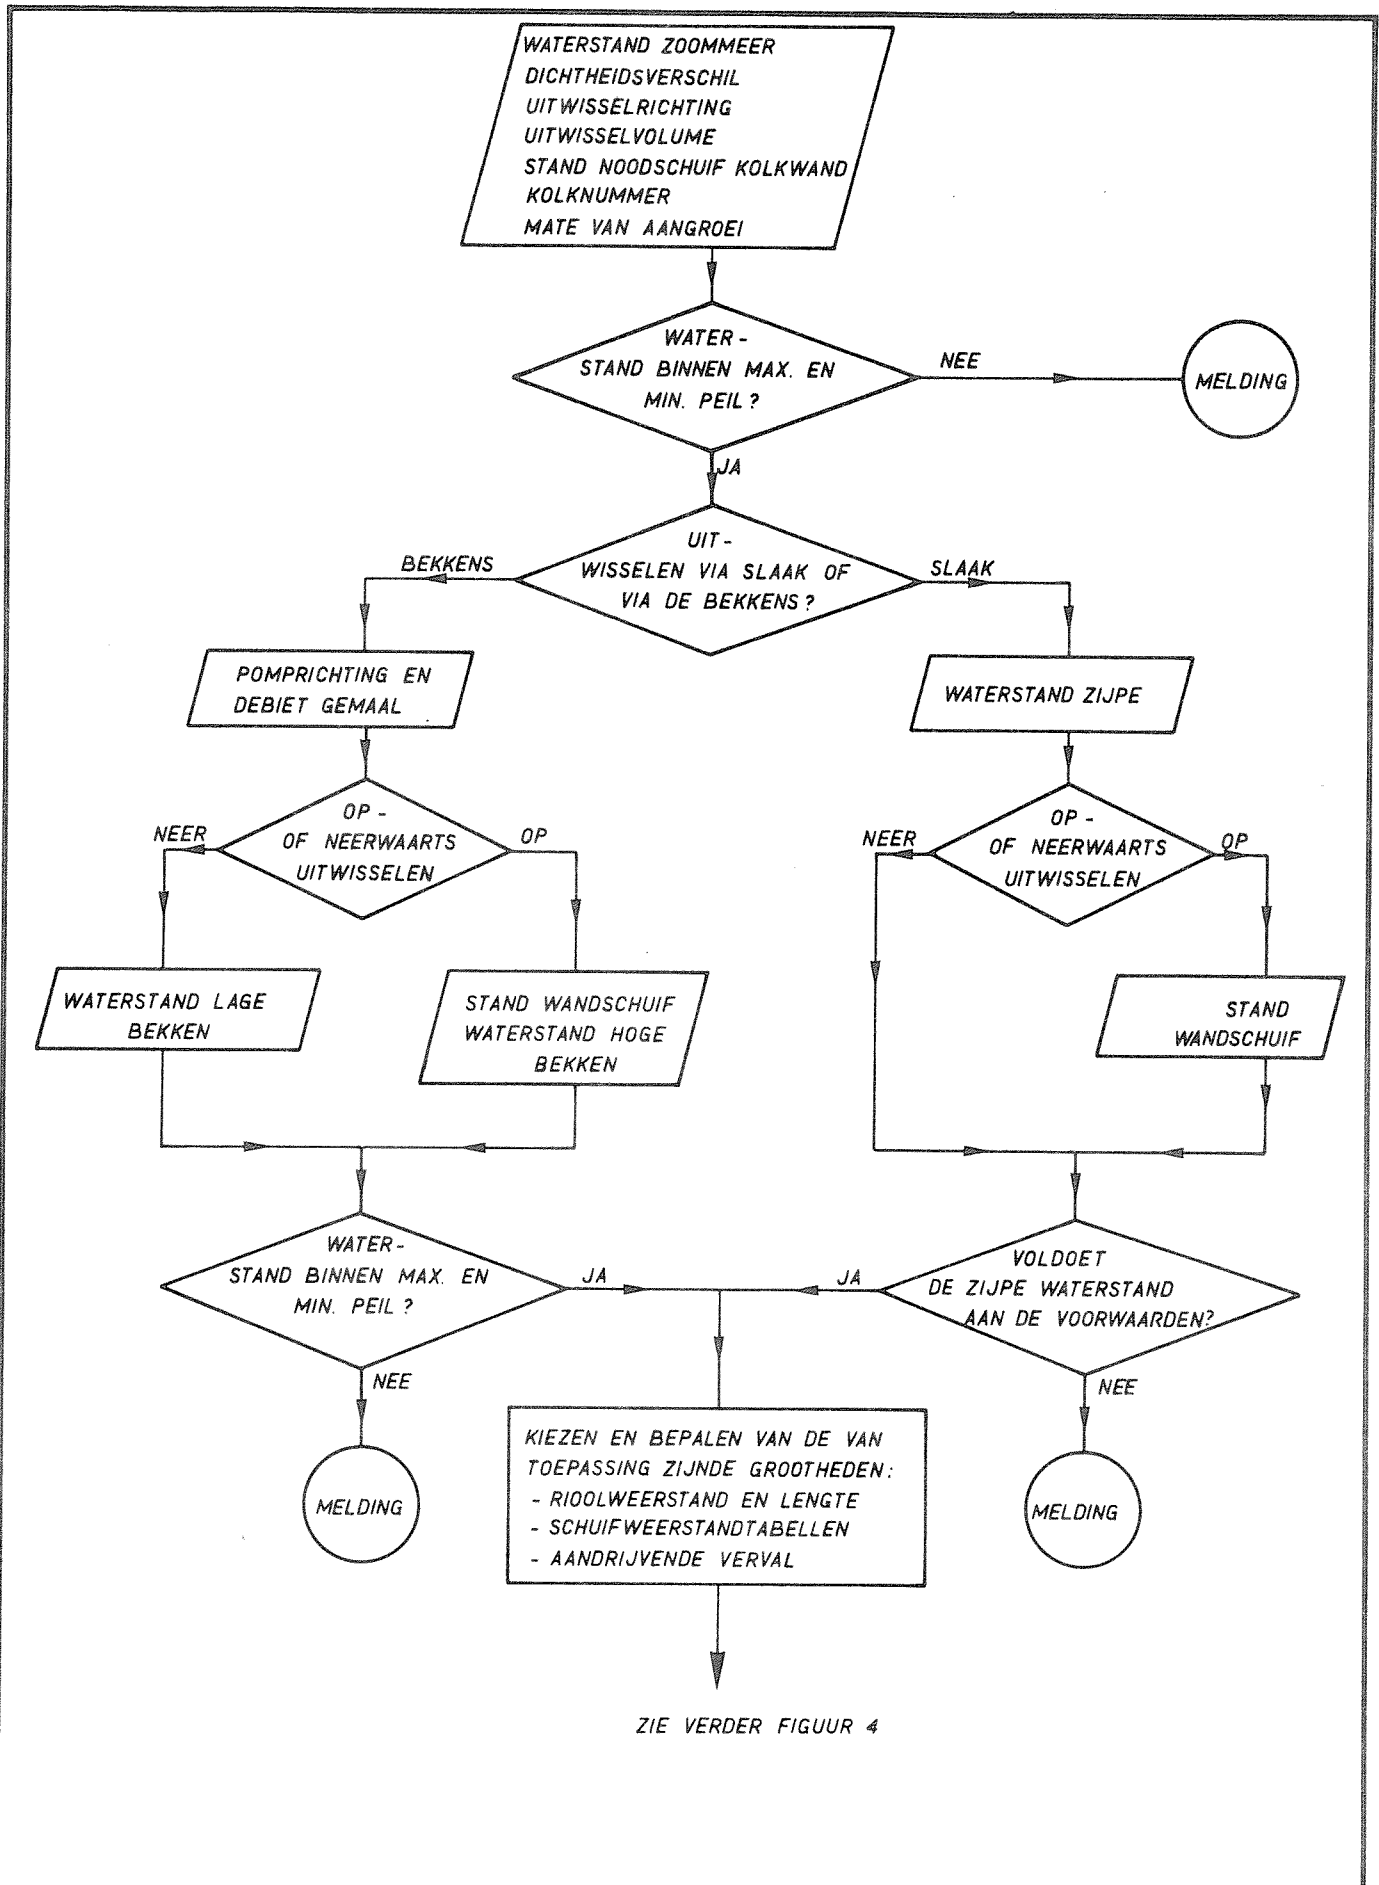 WATERSTAND ZOOMMEER
DICHTHEIDSVERSCHIL
UITWISSELRICHTING
UITWISSELVOLUME
STAND NOODSCHUIF KOLKWAND
KOLKNUMMER
MATE VAN AANGROEI
WATER-
STAND BINNEN MAX. EN
MIN. PEIL?
NEE
MELDING
JA
UIT-
WISSELEN VIA SLAAK OF
VIA DE BEKKENS?
BEKKENS
SLAAK
POMPRICHTING EN
DEBIET GEMAAL
WATERSTAND ZIJPE
OP-
OF NEERWAARTS
UITWISSELEN
NEER
OP
OP-
OF NEERWAARTS
UITWISSELEN
NEER
OP
WATERSTAND LAGE
BEKKEN
STAND WANDSCHUIF
WATERSTAND HOGE
BEKKEN
STAND
WANDSCHUIF
WATER-
STAND BINNEN MAX. EN
MIN. PEIL?
JA
NEE
MELDING
VOLDOET
DE ZIJPE WATERSTAND
AAN DE VOORWAARDEN?
JA
NEE
MELDING
KIEZEN EN BEPALEN VAN DE VAN
TOEPASSING ZIJNDE GROOTHEDEN:
- RIOOLWEERSTAND EN LENGTE
- SCHUIFWEERSTANDTABELLEN
- AANDRIJVENDE VERVAL
ZIE VERDER FIGUUR 4